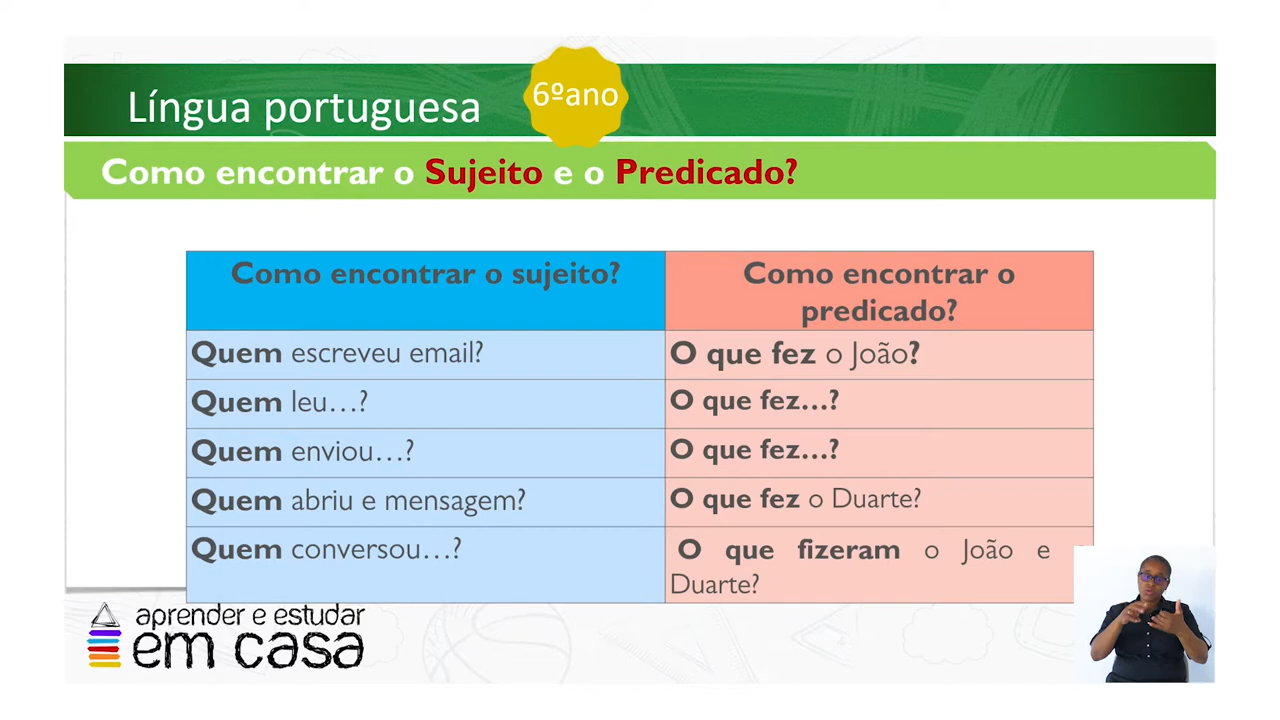 Língua portuguesa
6ºano
Como encontrar o Sujeito e o Predicado?
Como encontrar o sujeito?
Como encontrar o
predicado?
Quem escreveu email?
O que fez o João?
Quem leu…?
O que fez…?
Quem enviou…?
O que fez…?
Quem abriu e mensagem?
O que fez o Duarte?
Quem conversou…?
O que fizeram o João e
Duarte?
aprender e estudar
em casa